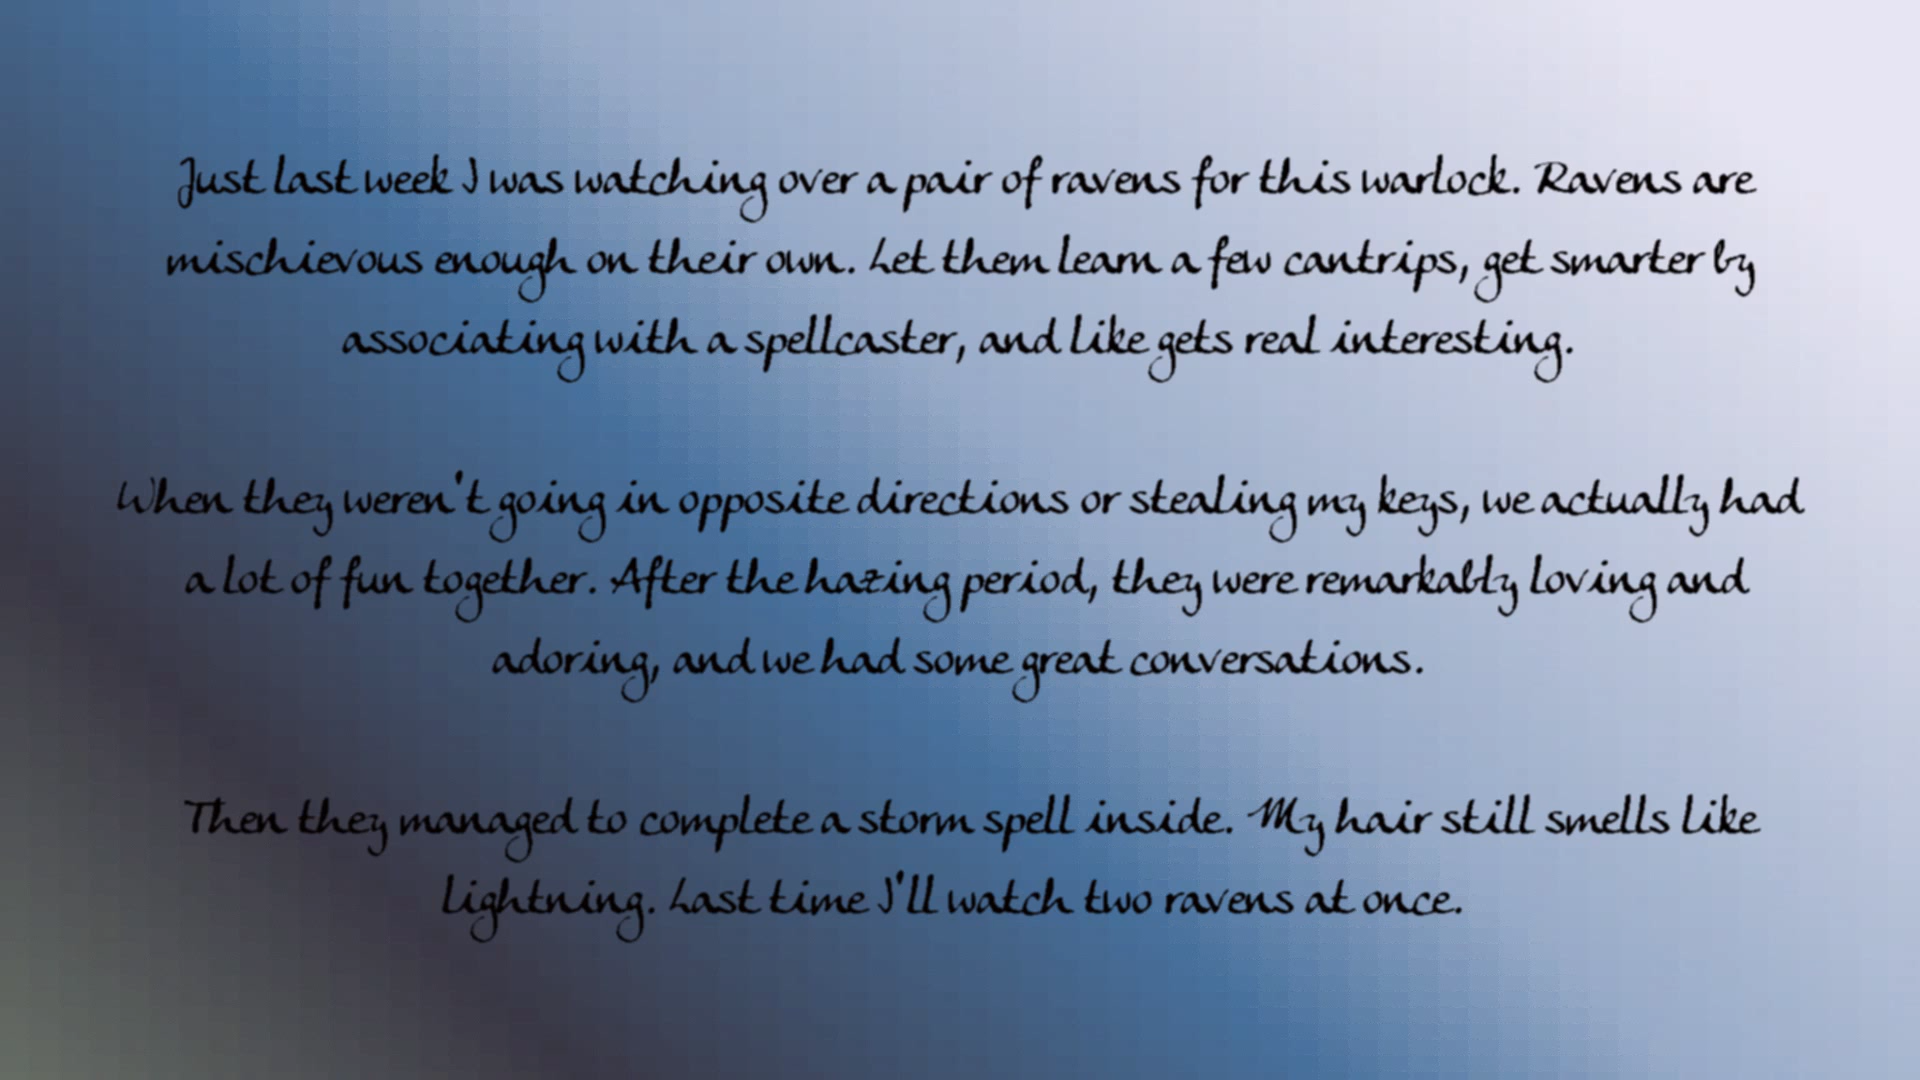 Just last week I was watching over a pair of ravens for this warlock. Ravens are
mischievous enough on their own. Let them learn a few cantrips, get smarter by
associating with a spellcaster, and like gets real interesting.
When they weren't going in opposite directions or stealing my keys, we actually had
a lot of fun together. After the hazing period, they were remarkably loving and
adoring, and we had some great conversations.
Then they managed to complete a storm spell inside. My hair still smells like
lightning. Last time I'll watch two ravens at once.